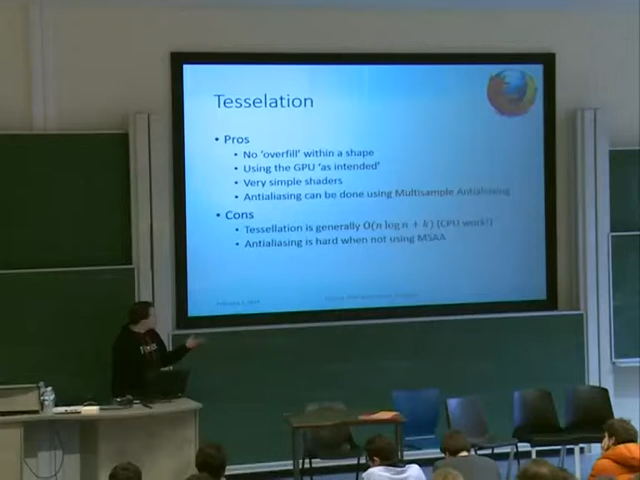 Tesselation
• Pros
• No 'overfill' within a shape
• Using the GPU 'as intended'
• Very simple shaders
• Antialiasing can be done using Multisample Antialiasing
• Cons
• Tessellation is generally O(n log n + k) (CPU work!)
• Antialiasing is hard when not using MSAA